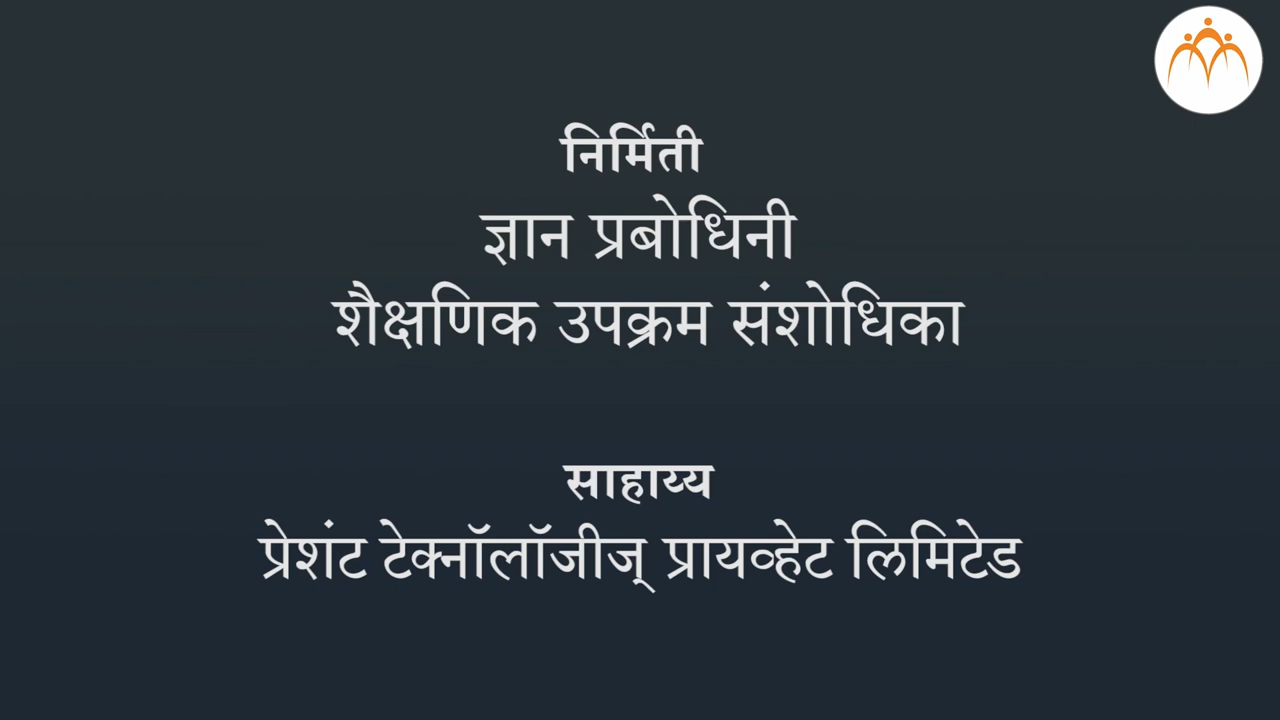 निर्मिती
ज्ञान प्रबोधिनी
शैक्षणिक उपक्रम संशोधिका
साहाय्य
प्रेशंट टेक्नॉलॉजीज् प्रायव्हेट लिमिटेड